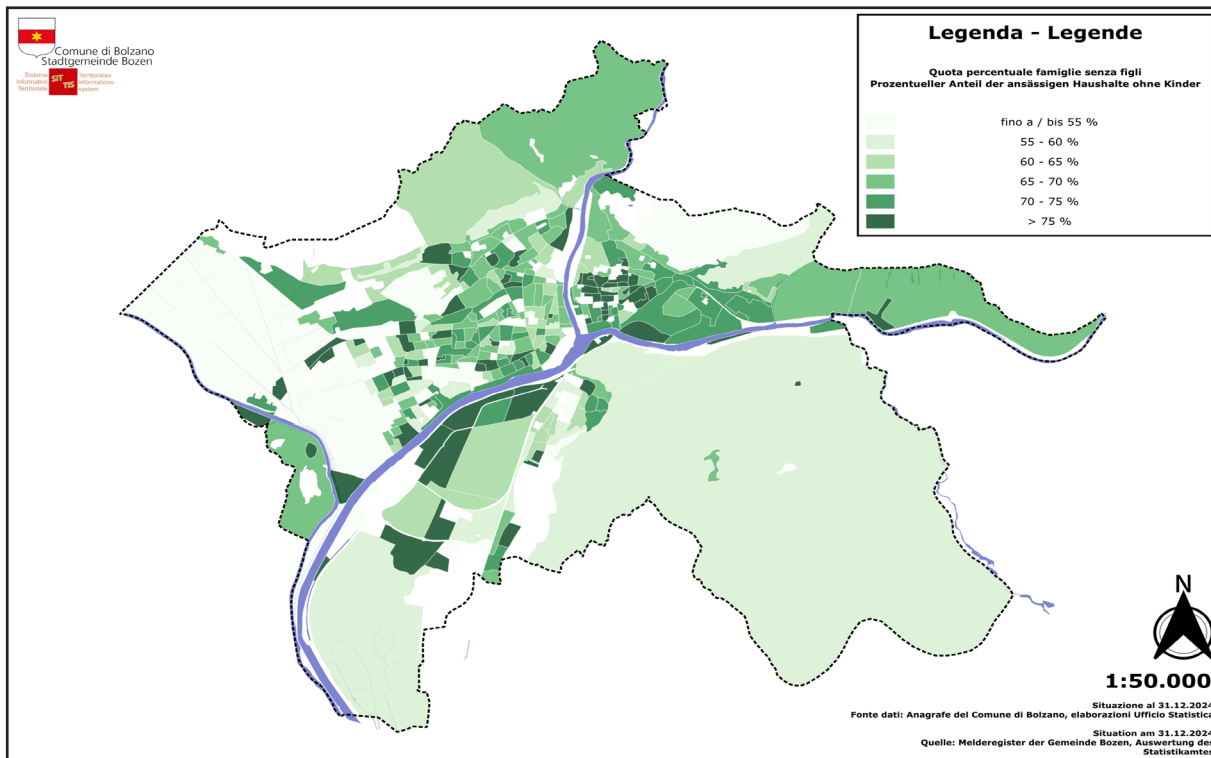 Comune di Bolzano
Stadtgemeinde Bozen
Sistema
Informativo
Territoriale
SIT
TIS
Territoriales
Informations-
system
Legenda - Legende
Quota percentuale famiglie senza figli
Prozentueller Anteil der ansässigen Haushalte ohne Kinder
fino a / bis 55 %
55 - 60 %
60 - 65 %
65 - 70 %
70 - 75 %
> 75 %
N
1:50.000
Situazione al 31.12.2024
Fonte dati: Anagrafe del Comune di Bolzano, elaborazioni Ufficio Statistica
Situation am 31.12.2024
Quelle: Melderegister der Gemeinde Bozen, Auswertung des
Statistikamtes